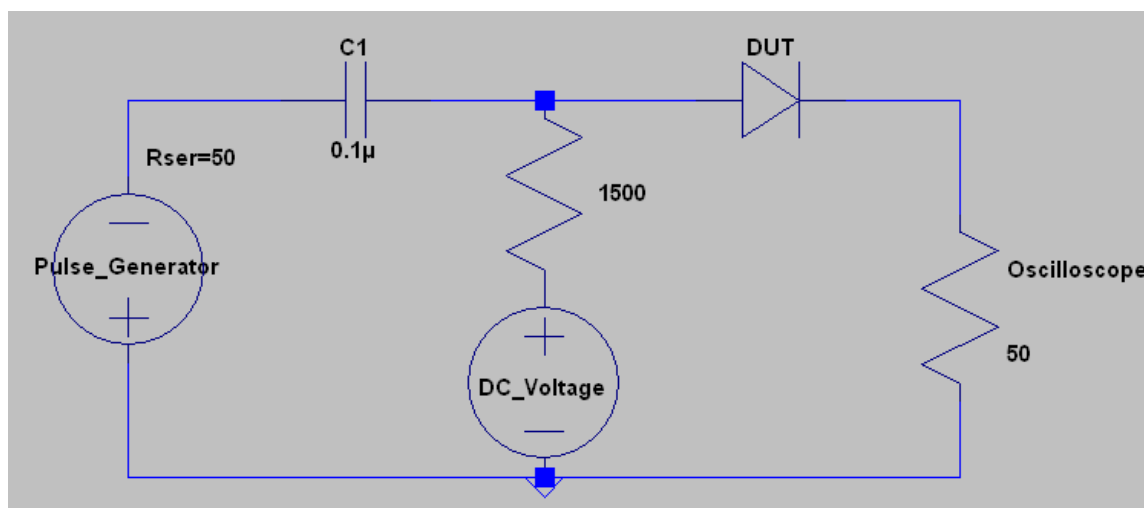 C1
DUT
0.1µ
Rser=50
1500
Pulse_Generator
Oscilloscope
50
DC_Voltage